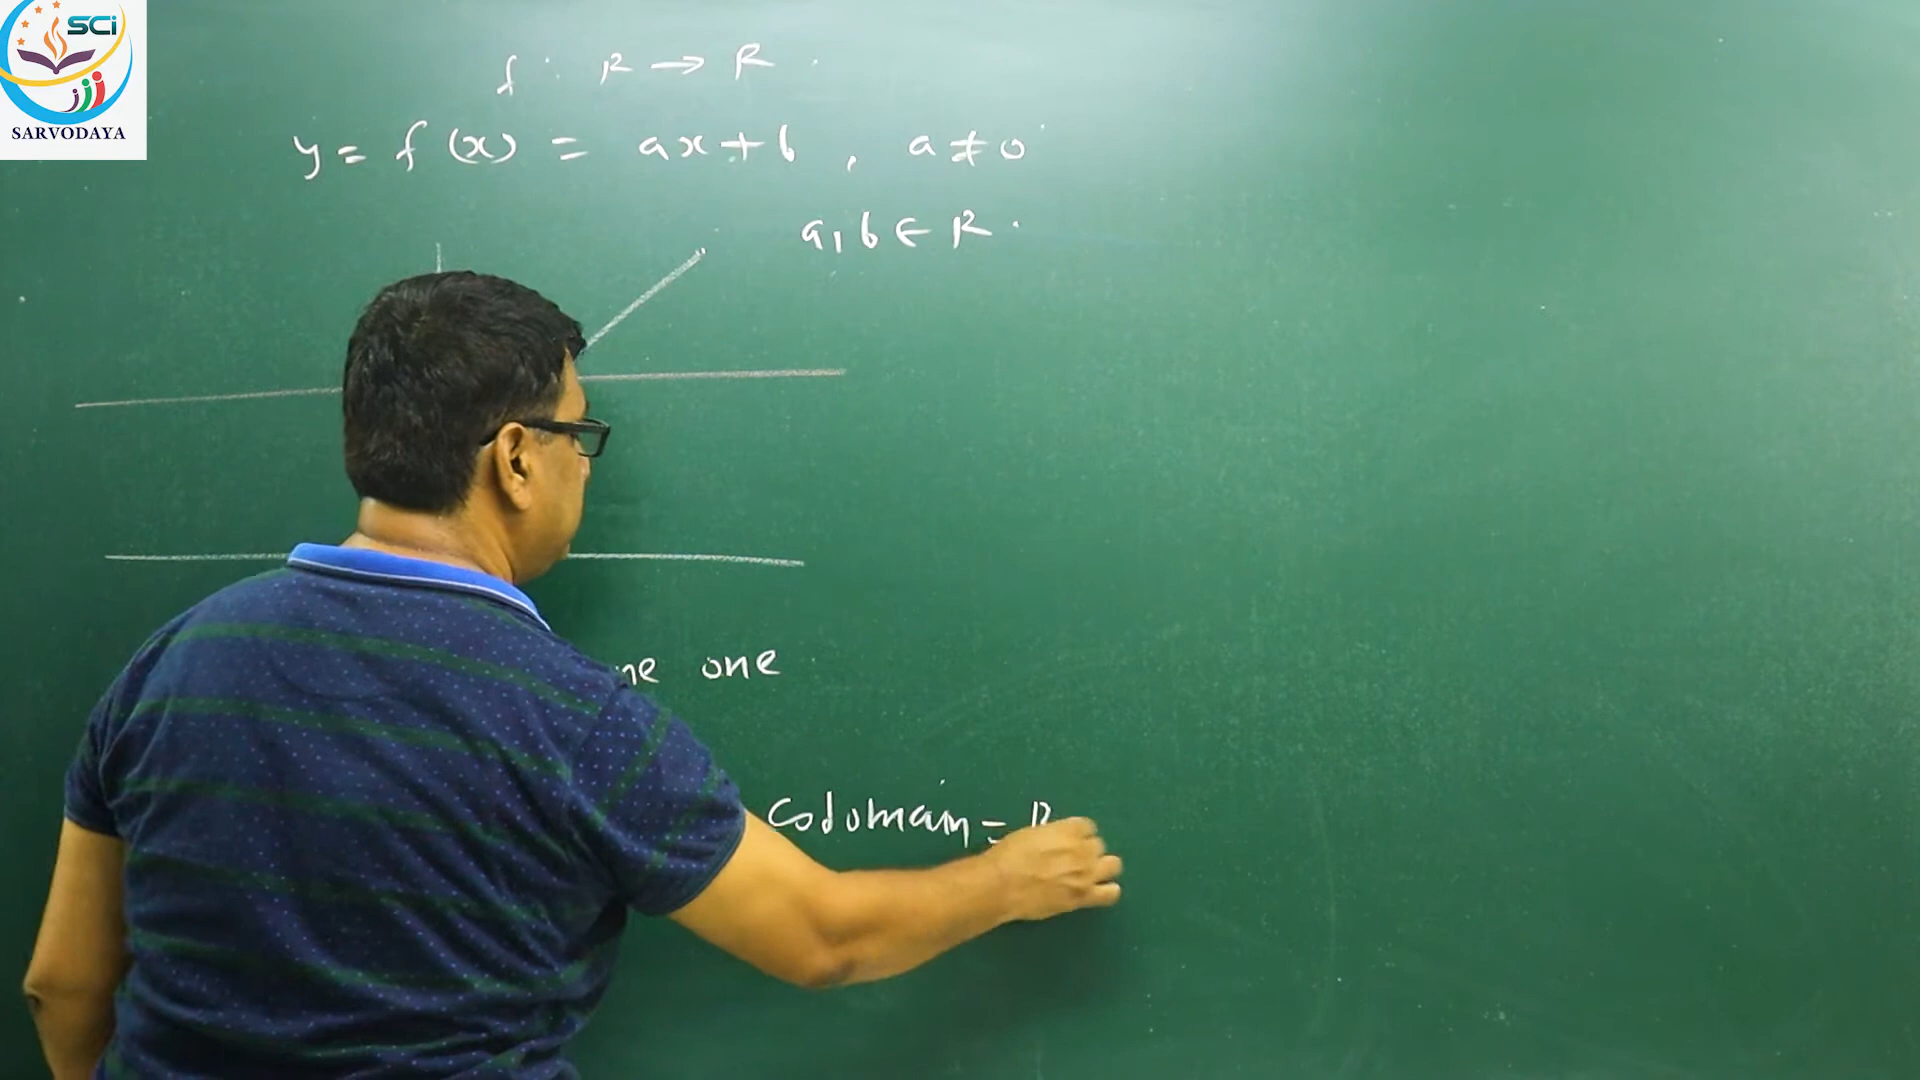 SCi
SARVODAYA
f : R → R .
y = f(x) = ax+b , a ≠ 0
a, b ∈ R .
one
Codomain = R